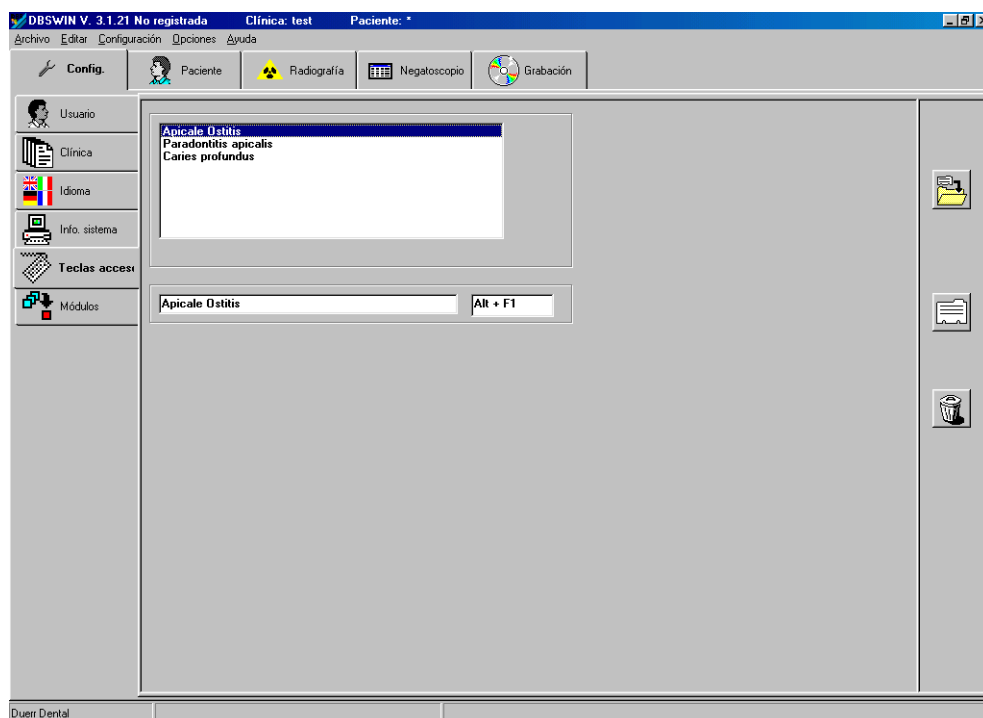 DBSWIN V. 3.1.21 No registrada Clínica: test Paciente: *
Archivo Editar Configuración Opciones Ayuda
Config. Paciente Radiografía Negatoscopio Grabación
Usuario
Clínica
Idioma
Info. sistema
Teclas acces
Módulos
Apicale Ostitis
Paradontitis apicalis
Caries profundus
Apicale Ostitis Alt + F1
Duerr Dental